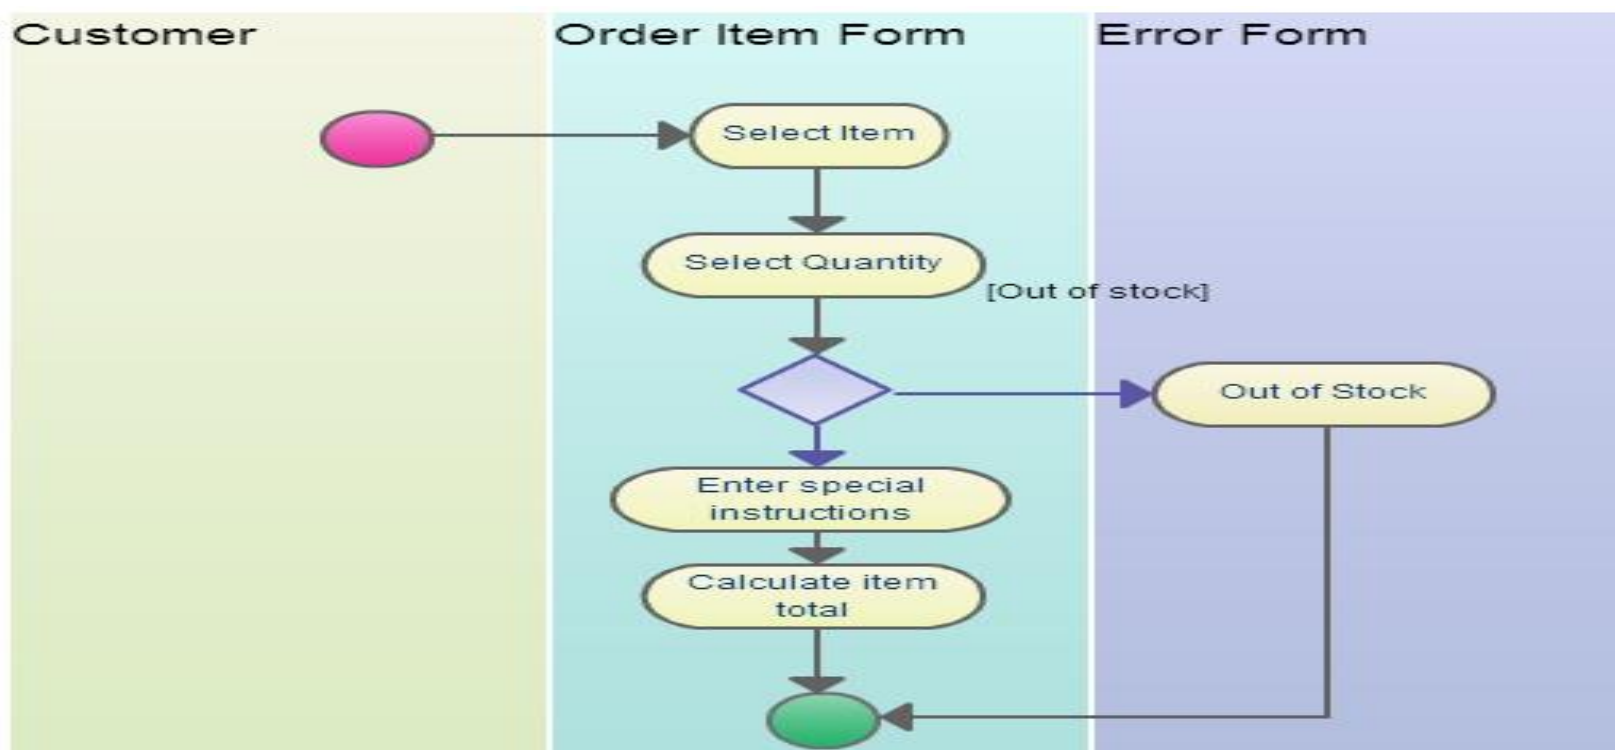 Customer
Order Item Form
Error Form
Select Item
Select Quantity
[Out of stock]
Out of Stock
Enter special
instructions
Calculate item
total